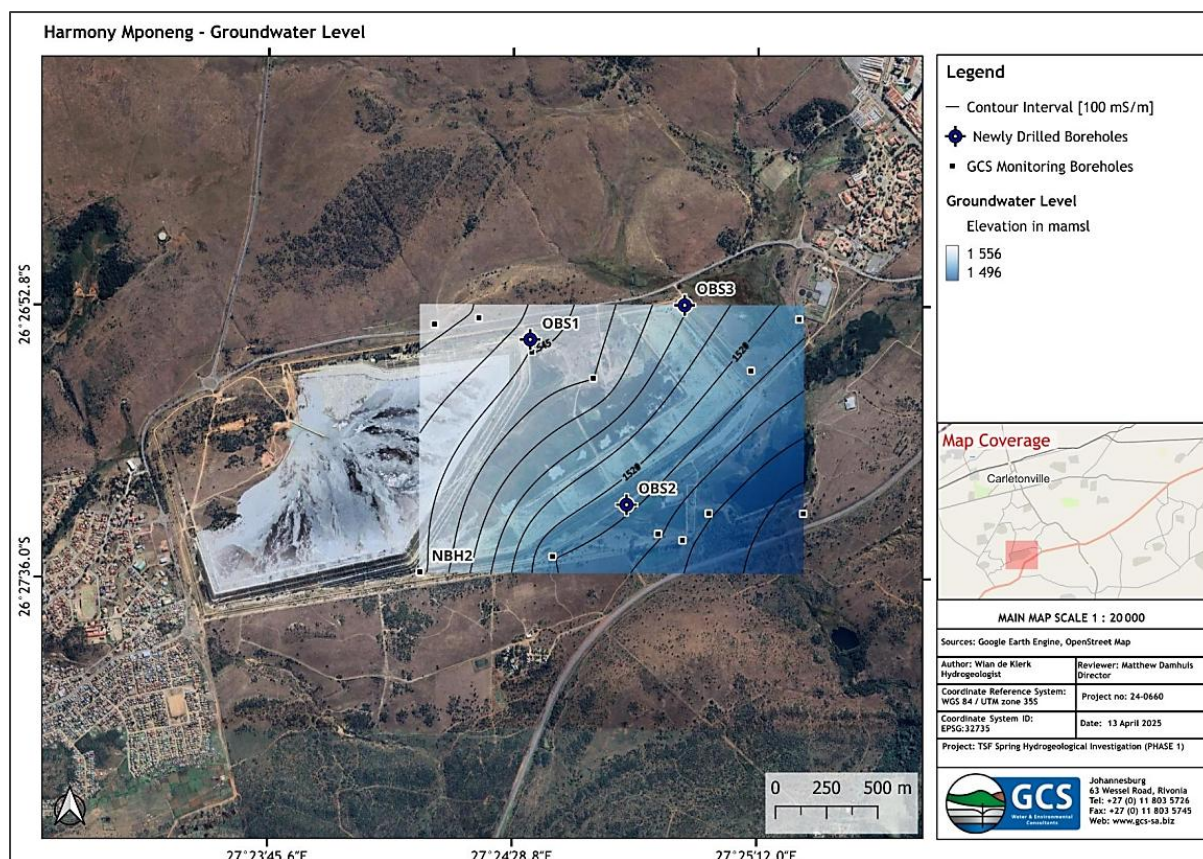 Harmony Mponeng - Groundwater Level
26°26'52.8"S
26°27'36.0"S
OBS3
OBS1
545
1520
1520
OBS2
NBH2
0 250 500 m
27°23'45.6"E
27°24'28.8"E
27°25'12.0"E
Legend
Contour Interval [100 mS/m]
Newly Drilled Boreholes
GCS Monitoring Boreholes
Groundwater Level
Elevation in mamsl
1 556
1 496
Map Coverage
Carletonville
MAIN MAP SCALE 1 : 20 000
Sources: Google Earth Engine, OpenStreet Map
Author: Wian de Klerk
Hydrogeologist
Reviewer: Matthew Damhuis
Director
Coordinate Reference System:
WGS 84 / UTM zone 35S
Project no: 24-0660
Coordinate System ID:
EPSG:32735
Date: 13 April 2025
Project: TSF Spring Hydrogeological Investigation (PHASE 1)
GCS
Water & Environmental
Consultants
Johannesburg
63 Wessel Road, Rivonia
Tel: +27 (0) 11 803 5726
Fax: +27 (0) 11 803 5745
Web: www.gcs-sa.biz